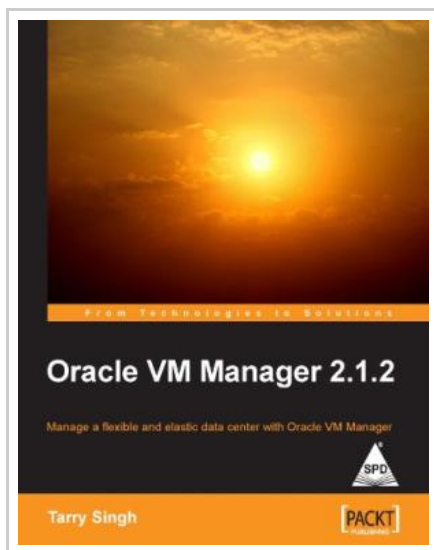 From Technologies to Solutions
Oracle VM Manager 2.1.2
Manage a flexible and elastic data center with Oracle VM Manager
SPD
Tarry Singh
[PACKT]
PUBLISHING